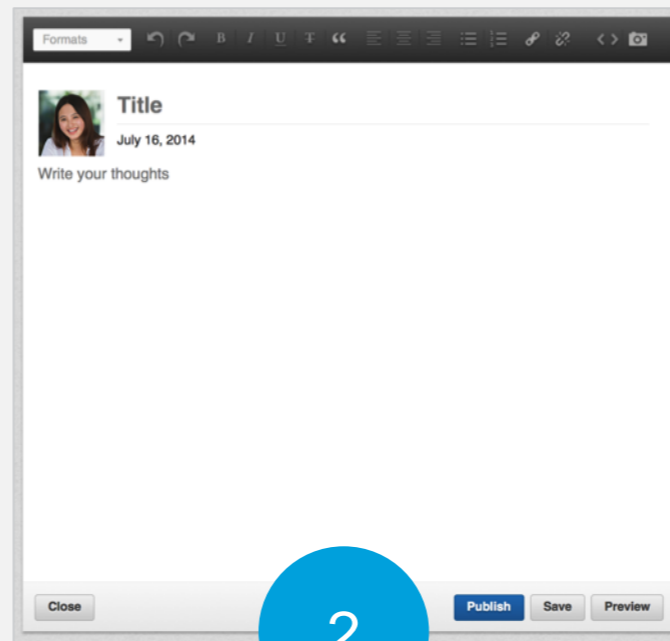 Formats B I U T “ < >
Title
July 16, 2014
Write your thoughts
Close Publish Save Preview
2